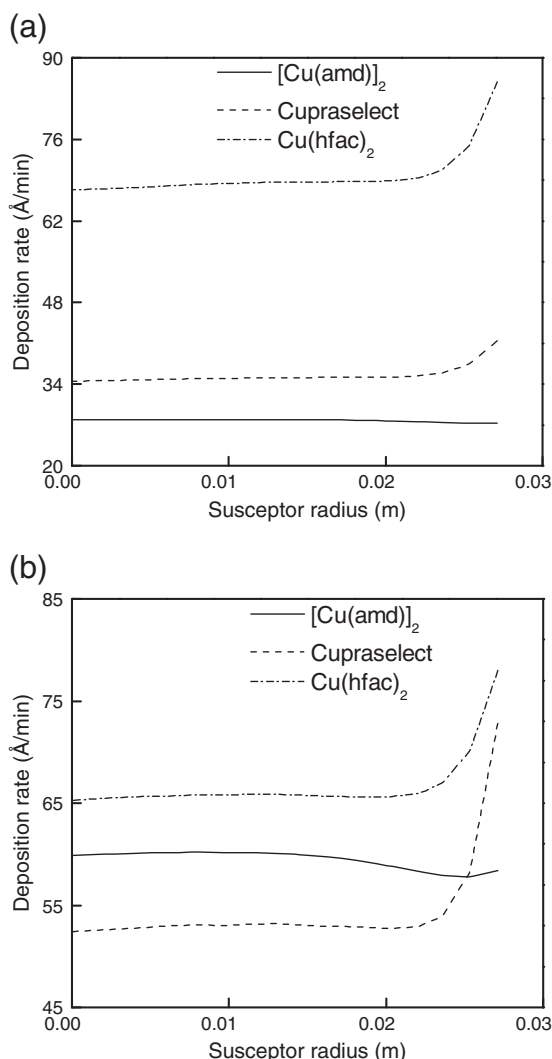 (a)
90
76
62
48
34
20
Deposition rate (Å/min)
[Cu(amd)]₂
Cupraselect
Cu(hfac)₂
0.00
0.01
0.02
0.03
Susceptor radius (m)
(b)
85
75
65
55
45
Deposition rate (Å/min)
[Cu(amd)]₂
Cupraselect
Cu(hfac)₂
0.00
0.01
0.02
0.03
Susceptor radius (m)